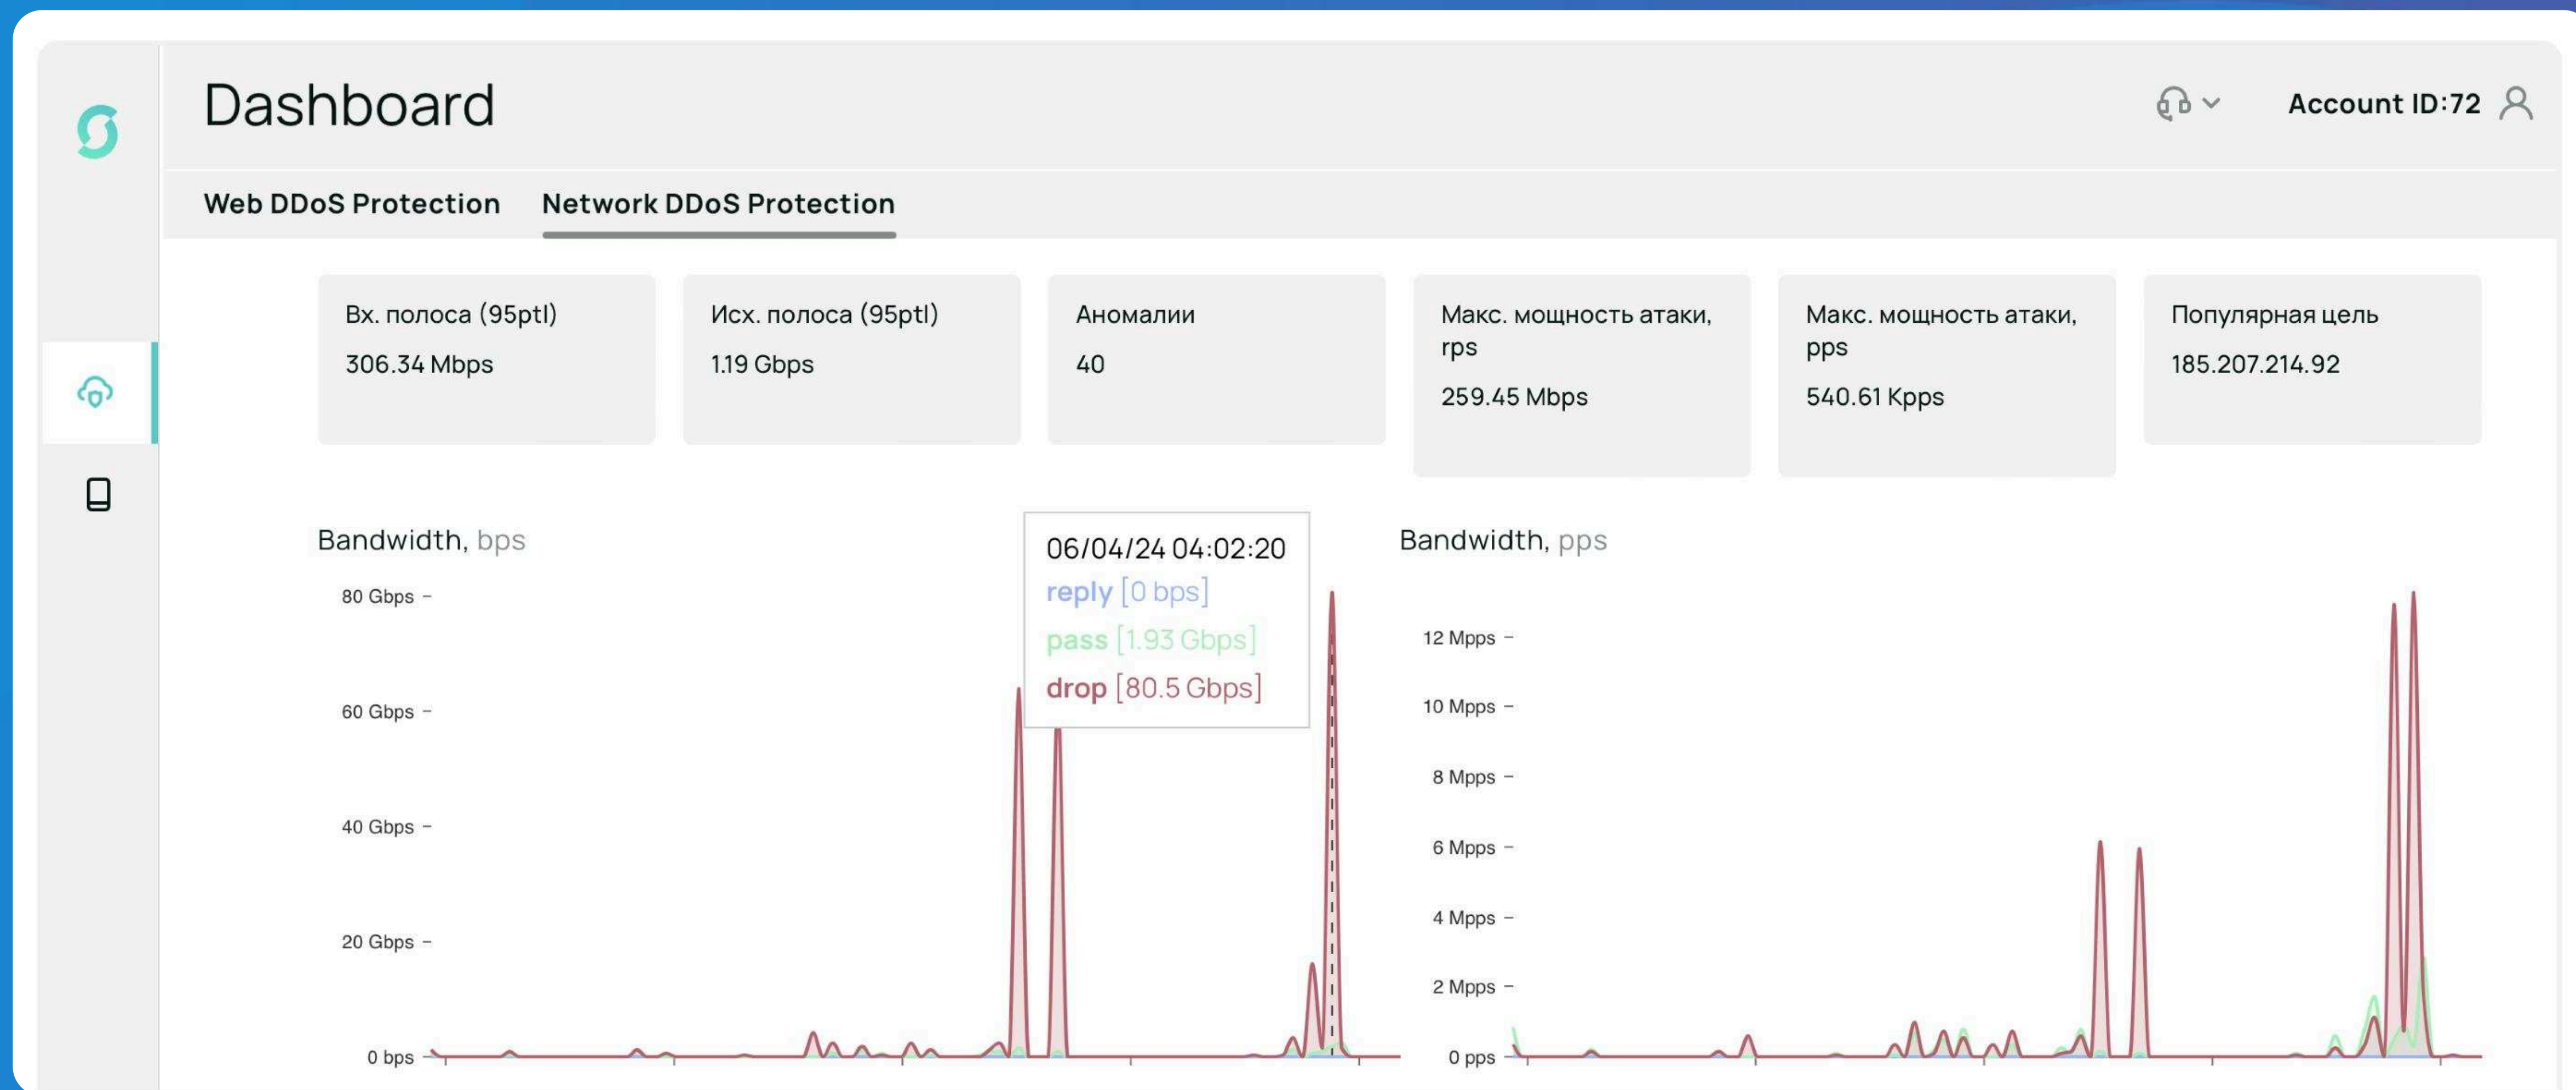 Dashboard
Account ID:72
Web DDoS Protection
Network DDoS Protection
Вх. полоса (95ptl)
306.34 Mbps
Исх. полоса (95ptl)
1.19 Gbps
Аномалии
40
Макс. мощность атаки,
rps
259.45 Mbps
Макс. мощность атаки,
pps
540.61 Kpps
Популярная цель
185.207.214.92
Bandwidth, bps
80 Gbps
60 Gbps
40 Gbps
20 Gbps
0 bps
06/04/24 04:02:20
reply [0 bps]
pass [1.93 Gbps]
drop [80.5 Gbps]
Bandwidth, pps
12 Mpps
10 Mpps
8 Mpps
6 Mpps
4 Mpps
2 Mpps
0 pps